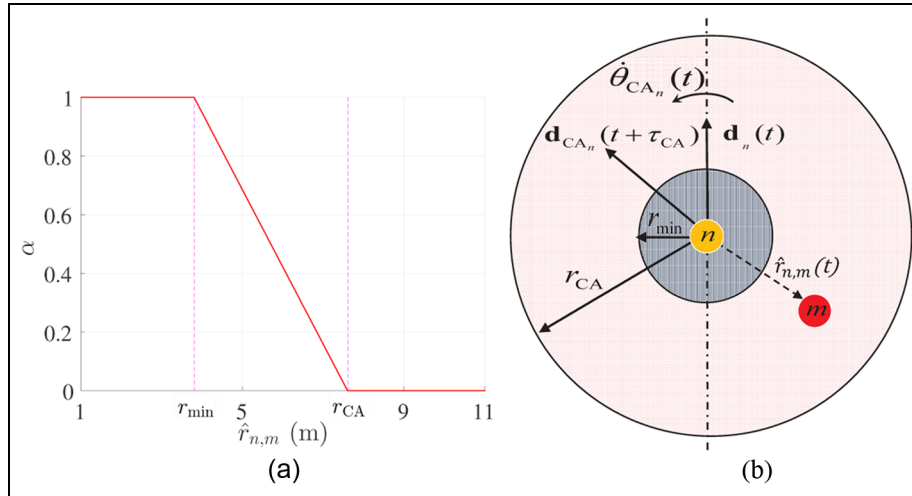 1
0.8
0.6
0.4
0.2
0
α
1 r_min 5 r_CA 9 11
r̂_{n,m} (m)
(a)
θ̇_{CA_n}(t)
d_{CA_n}(t + τ_CA) d_n(t)
r_min
n
r_CA
r̂_{n,m}(t)
m
(b)